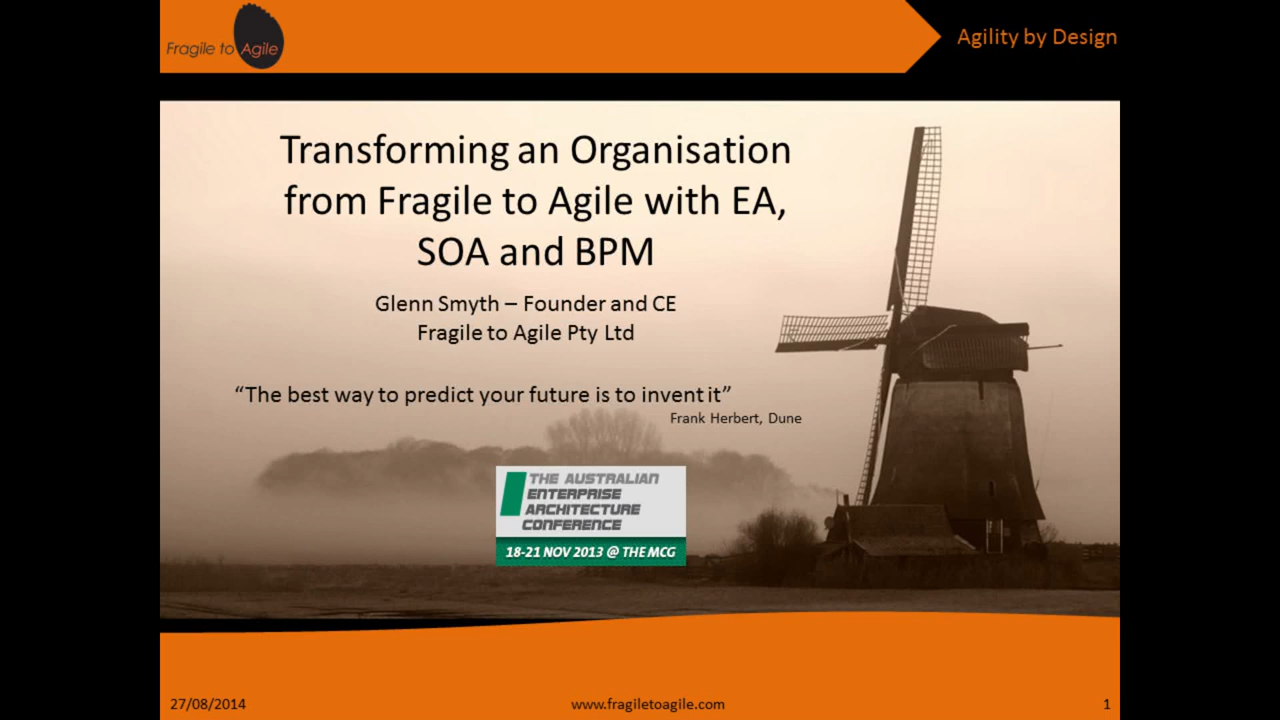 Fragile to Agile
Agility by Design
Transforming an Organisation
from Fragile to Agile with EA,
SOA and BPM
Glenn Smyth – Founder and CE
Fragile to Agile Pty Ltd
“The best way to predict your future is to invent it”
Frank Herbert, Dune
THE AUSTRALIAN
ENTERPRISE
ARCHITECTURE
CONFERENCE
18-21 NOV 2013 @ THE MCG
27/08/2014
www.fragiletoagile.com
1